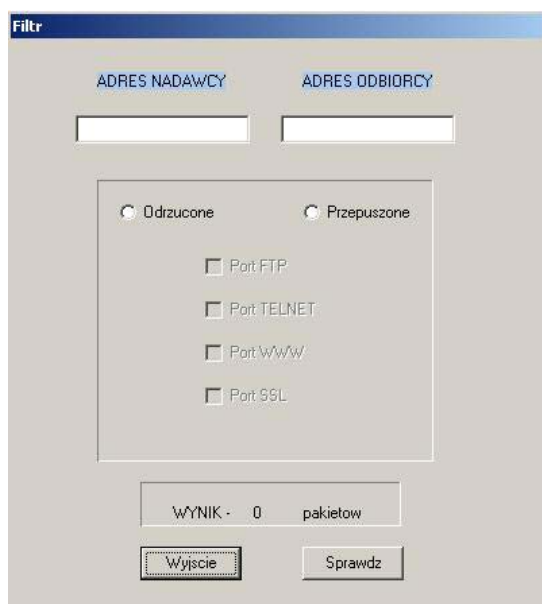 Filtr
ADRES NADAWCY ADRES ODBIORCY
Odrzucone Przepuszone
Port FTP
Port TELNET
Port WWW
Port SSL
WYNIK - 0 pakietow
Wyjscie Sprawdz